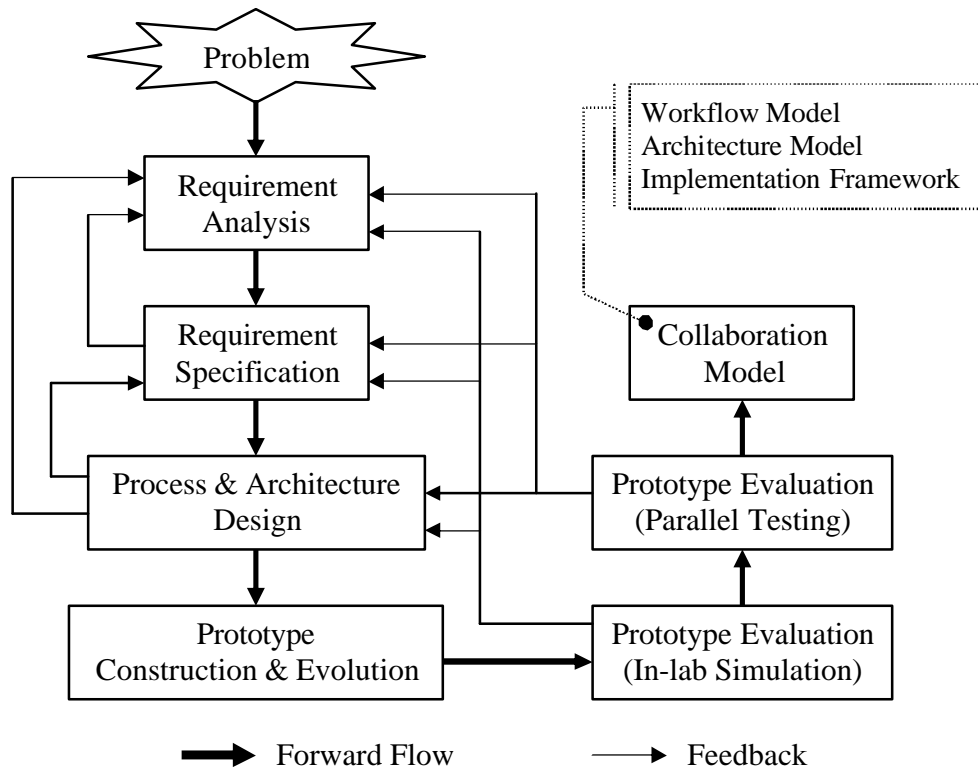 Problem
Workflow Model
Architecture Model
Implementation Framework
Requirement
Analysis
Requirement
Specification
Collaboration
Model
Process & Architecture
Design
Prototype Evaluation
(Parallel Testing)
Prototype
Construction & Evolution
Prototype Evaluation
(In-lab Simulation)
Forward Flow
Feedback